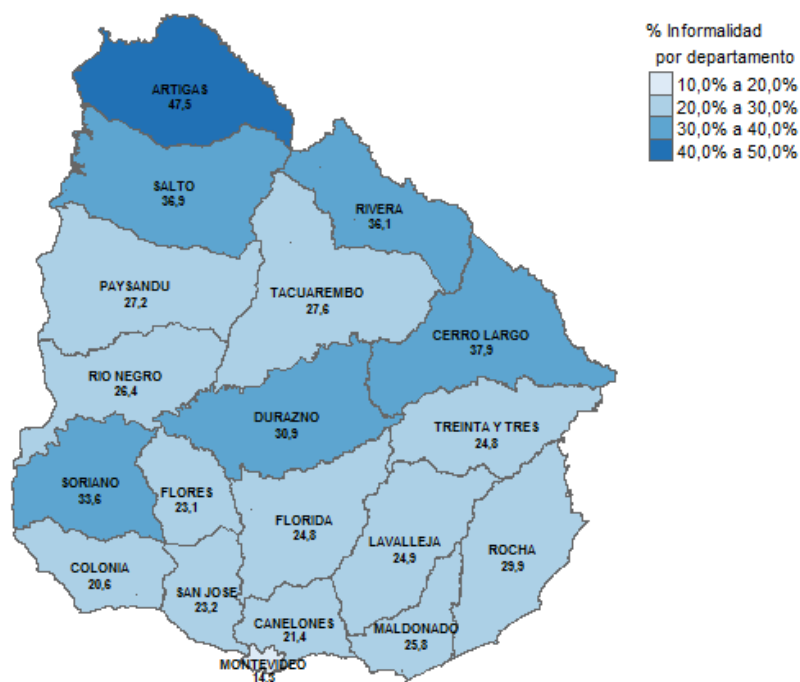 % Informalidad
por departamento
10,0% a 20,0%
20,0% a 30,0%
30,0% a 40,0%
40,0% a 50,0%
ARTIGAS
47,5
SALTO
36,9
RIVERA
36,1
PAYSANDU
27,2
TACUAREMBO
27,6
CERRO LARGO
37,9
RIO NEGRO
26,4
DURAZNO
30,9
TREINTA Y TRES
24,8
SORIANO
33,6
FLORES
23,1
FLORIDA
24,8
LAVALLEJA
24,9
ROCHA
29,9
COLONIA
20,6
SAN JOSE
23,2
CANELONES
21,4
MALDONADO
25,8
MONTEVIDEO